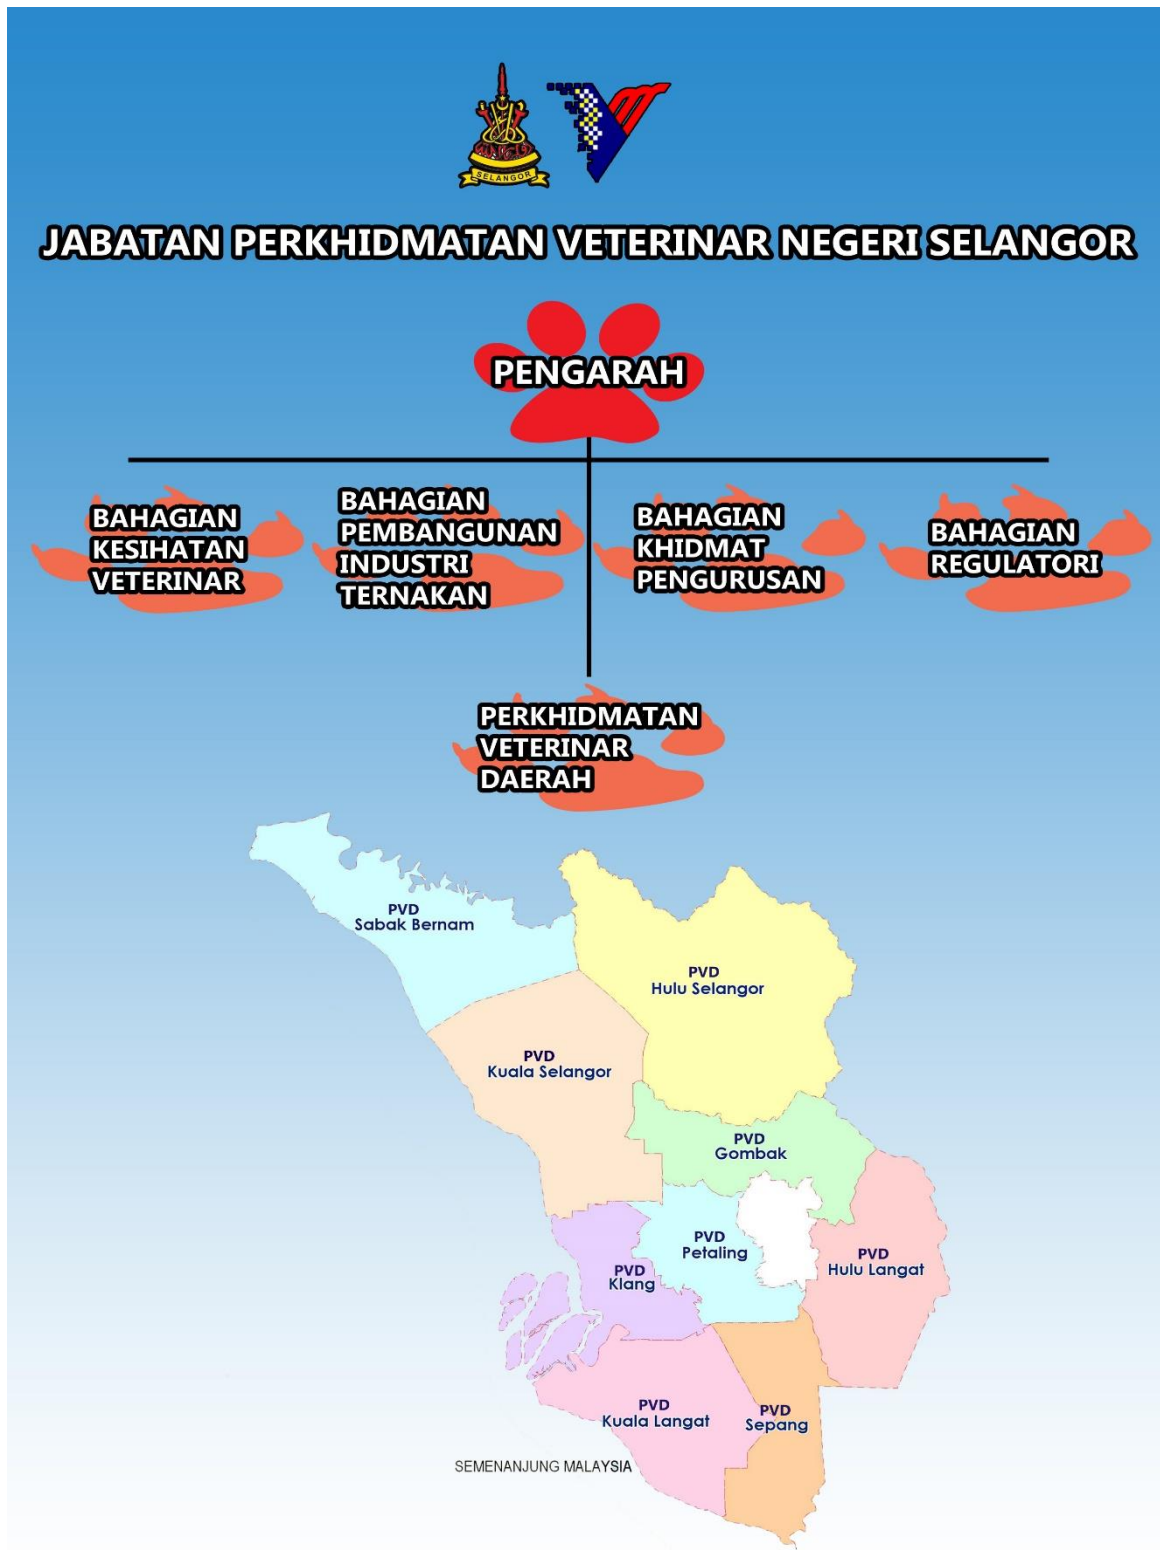 SELANGOR
JABATAN PERKHIDMATAN VETERINAR NEGERI SELANGOR
PENGARAH
BAHAGIAN
KESIHATAN
VETERINAR
BAHAGIAN
PEMBANGUNAN
INDUSTRI
TERNAKAN
BAHAGIAN
KHIDMAT
PENGURUSAN
BAHAGIAN
REGULATORI
PERKHIDMATAN
VETERINAR
DAERAH
PVD
Sabak Bernam
PVD
Hulu Selangor
PVD
Kuala Selangor
PVD
Gombak
PVD
Petaling
PVD
Hulu Langat
PVD
Klang
PVD
Kuala Langat
PVD
Sepang
SEMENANJUNG MALAYSIA